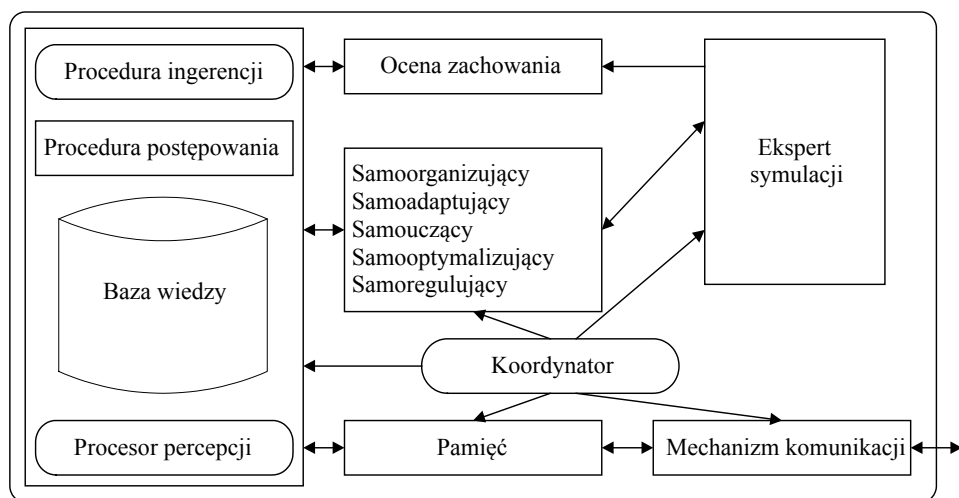 Procedura ingerencji
Ocena zachowania
Procedura postępowania
Ekspert
symulacji
Samoorganizujący
Samoadaptujący
Samouczący
Samooptymalizujący
Samoregulujący
Baza wiedzy
Koordynator
Procesor percepcji
Pamięć
Mechanizm komunikacji